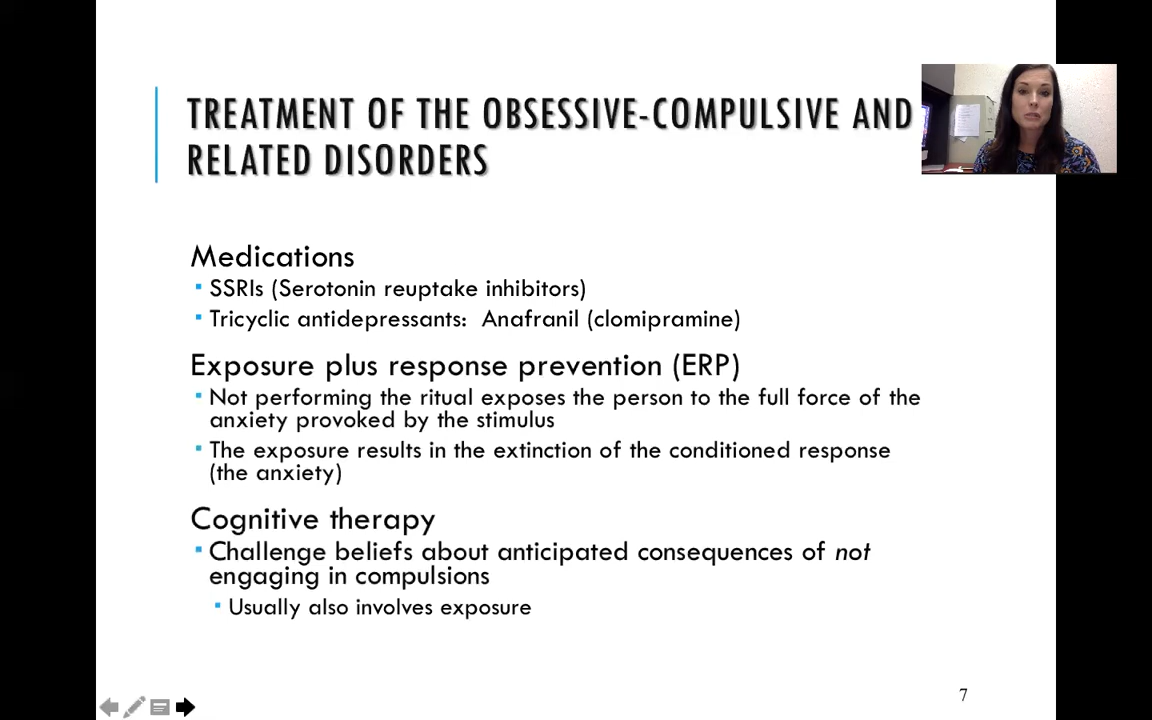 TREATMENT OF THE OBSESSIVE-COMPULSIVE AND
RELATED DISORDERS
Medications
▪ SSRIs (Serotonin reuptake inhibitors)
▪ Tricyclic antidepressants: Anafranil (clomipramine)
Exposure plus response prevention (ERP)
▪ Not performing the ritual exposes the person to the full force of the
anxiety provoked by the stimulus
▪ The exposure results in the extinction of the conditioned response
(the anxiety)
Cognitive therapy
▪ Challenge beliefs about anticipated consequences of not
engaging in compulsions
▪ Usually also involves exposure
7